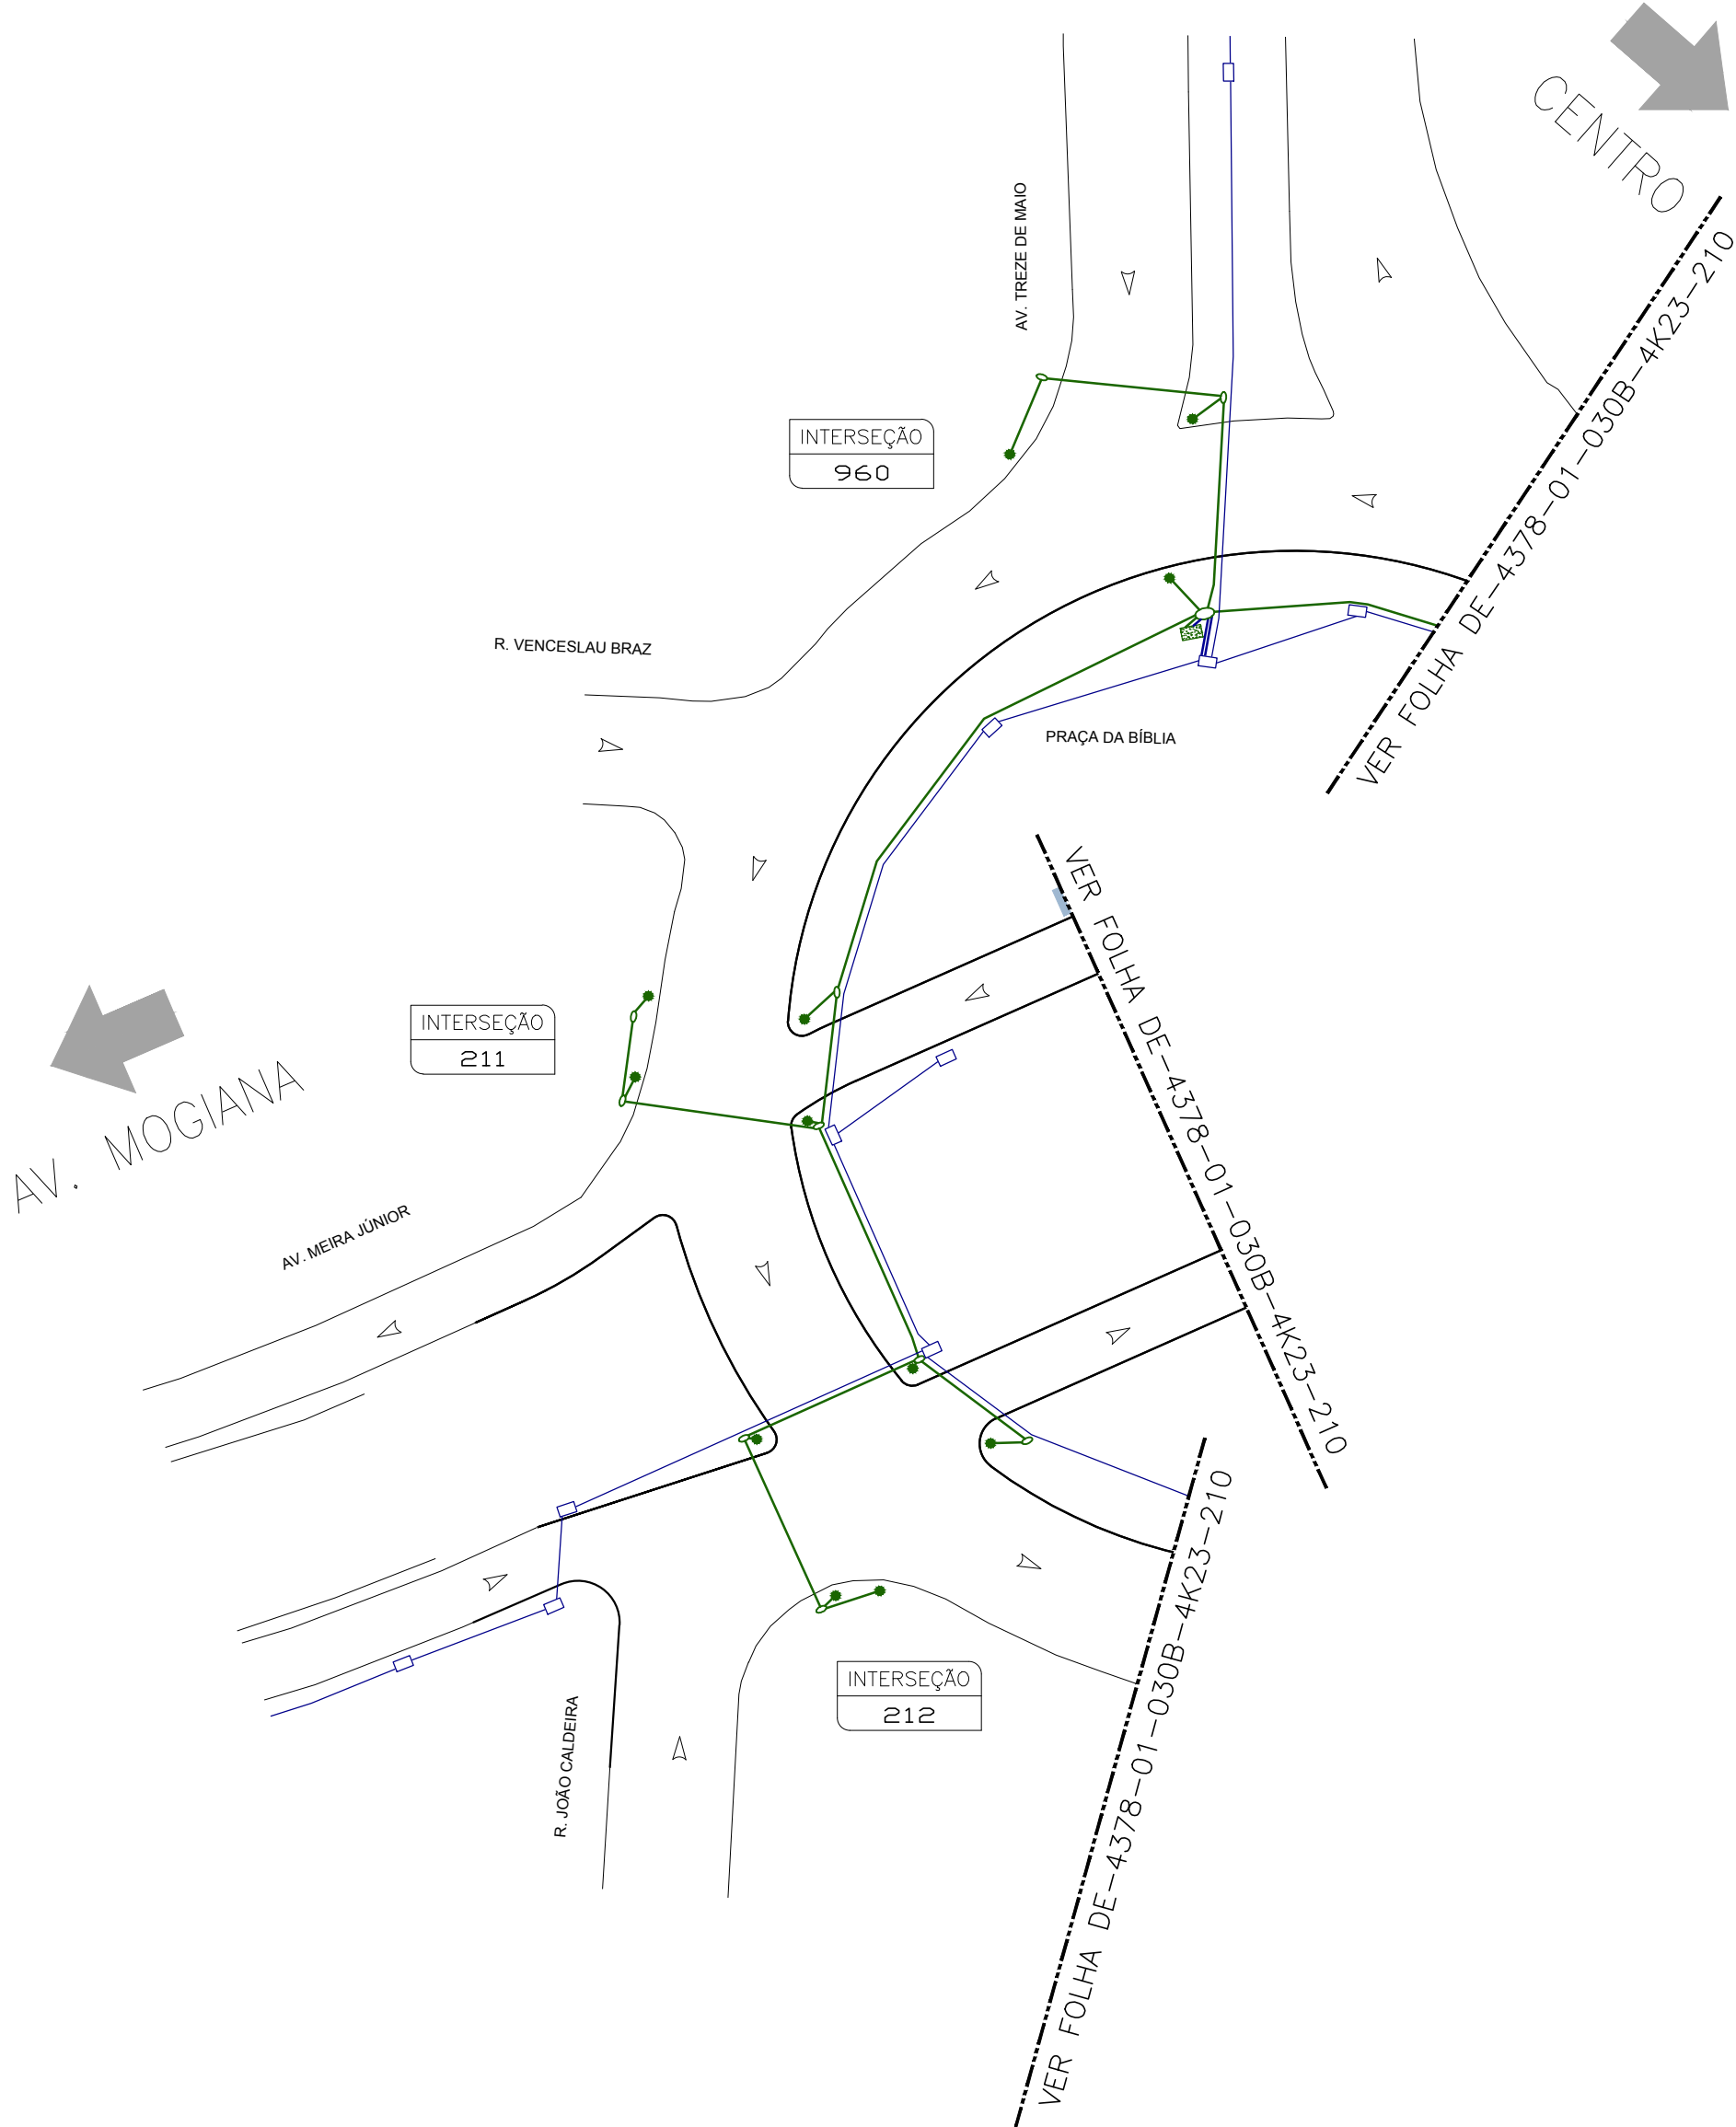 CENTRO
AV. TREZE DE MAIO
VER FOLHA DE-4378-01-030B-4K23-210
INTERSEÇÃO
960
R. VENCESLAU BRAZ
PRAÇA DA BÍBLIA
VER FOLHA DE-4378-01-030B-4K23-210
INTERSEÇÃO
211
AV. MOGIANA
AV. MEIRA JÚNIOR
VER FOLHA DE-4378-01-030B-4K23-210
INTERSEÇÃO
212
R. JOÃO CALDEIRA